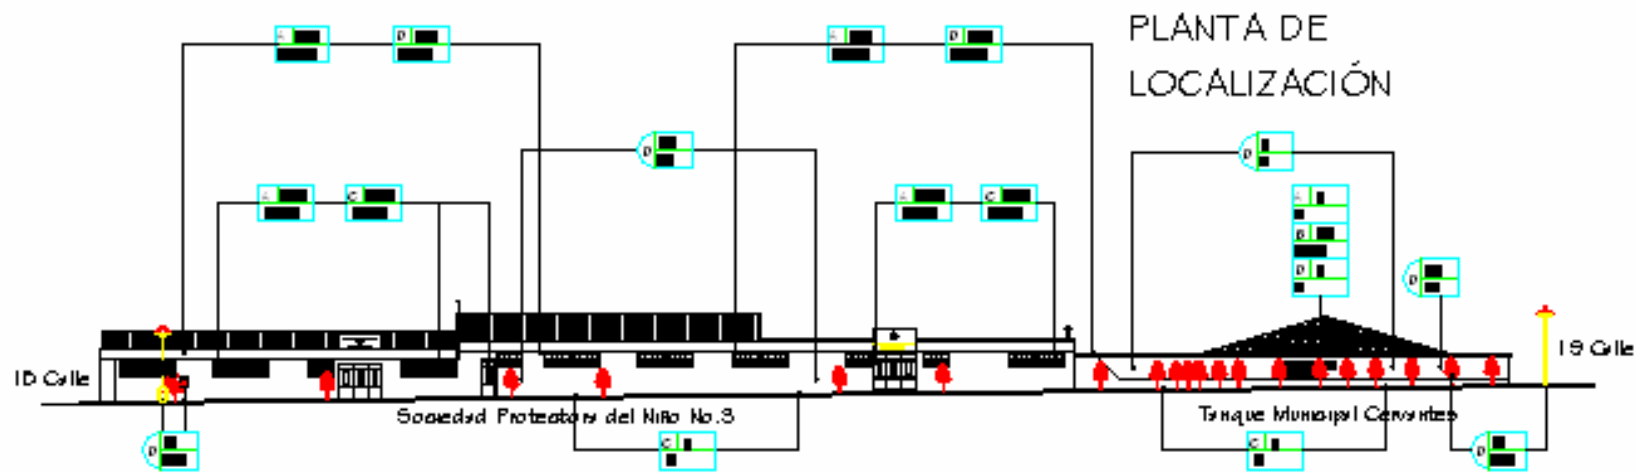 PLANTA DE
LOCALIZACIÓN
A D
A D
D
D
A C
A C
A
B
D
D
10 Calle
19 Calle
Sociedad Protectora del Niño No.3
Tanque Municipal Cervantes
D
C
C
D